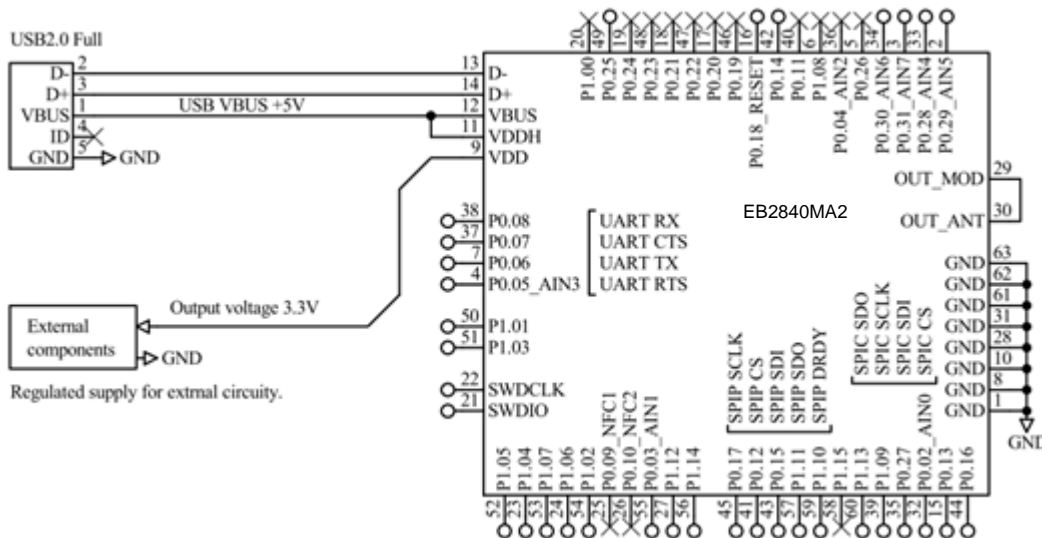 USB2.0 Full
D- 2
D+ 3
VBUS 1
ID 4
GND 5
GND
USB VBUS +5V
13 D-
14 D+
12 VBUS
11 VDDH
9 VDD
20 P1.00
49 P0.25
19 P0.24
48 P0.23
18 P0.21
47 P0.22
17 P0.20
46 P0.19
16 P0.18_RESET
42 P0.14
40 P0.11
6 P1.08
36 P0.04_AIN2
5 P0.26
34 P0.30_AIN6
3 P0.31_AIN7
33 P0.28_AIN4
2 P0.29_AIN5
EB2840MA2
OUT_MOD 29
OUT_ANT 30
38 P0.08 UART RX
37 P0.07 UART CTS
7 P0.06 UART TX
4 P0.05_AIN3 UART RTS
Output voltage 3.3V
External
components
GND
Regulated supply for extrnal circuity.
50 P1.01
51 P1.03
22 SWDCLK
21 SWDIO
GND 63
GND 62
GND 61
GND 31
GND 28
GND 10
GND 8
GND 1
GND
SPIP SCLK
SPIP CS
SPIP SDI
SPIP SDO
SPIP DRDY
SPIC SDO
SPIC SCLK
SPIC SDI
SPIC CS
52 P1.05
23 P1.04
53 P1.07
24 P1.06
54 P1.02
25 P0.09_NFC1
26 P0.10_NFC2
55 P0.03_AIN1
27 P1.12
56 P1.14
45 P0.17
41 P0.12
43 P0.15
57 P1.11
59 P1.10
58 P1.15
60 P1.13
39 P1.09
35 P0.27
32 P0.02_AIN0
15 P0.13
44 P0.16